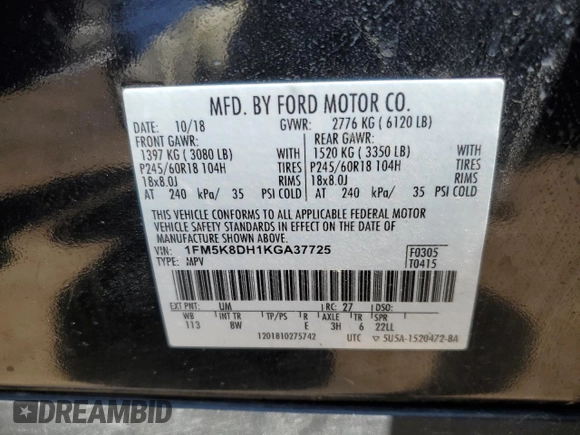 MFD. BY FORD MOTOR CO.
DATE: 10/18 GVWR: 2776 KG ( 6120 LB)
FRONT GAWR: REAR GAWR:
1397 KG ( 3080 LB) WITH 1520 KG ( 3350 LB) WITH
P245/60R18 104H TIRES P245/60R18 104H TIRES
18x8.0J RIMS 18x8.0J RIMS
AT 240 kPa/ 35 PSI COLD AT 240 kPa/ 35 PSI COLD
THIS VEHICLE CONFORMS TO ALL APPLICABLE FEDERAL MOTOR
VEHICLE SAFETY STANDARDS IN EFFECT ON THE DATE OF
MANUFACTURE SHOWN ABOVE.
VIN: 1FM5K8DH1KGA37725 F0305
TYPE: MPV T0415
EXT PNT: UM RC: 27 DSO:
WB INT TR TP/PS R AXLE TR SPR
113 BW E 3H 6 22LL
1201810275742 UTC ▽ 5U5A-1520472-BA
DREAMBID